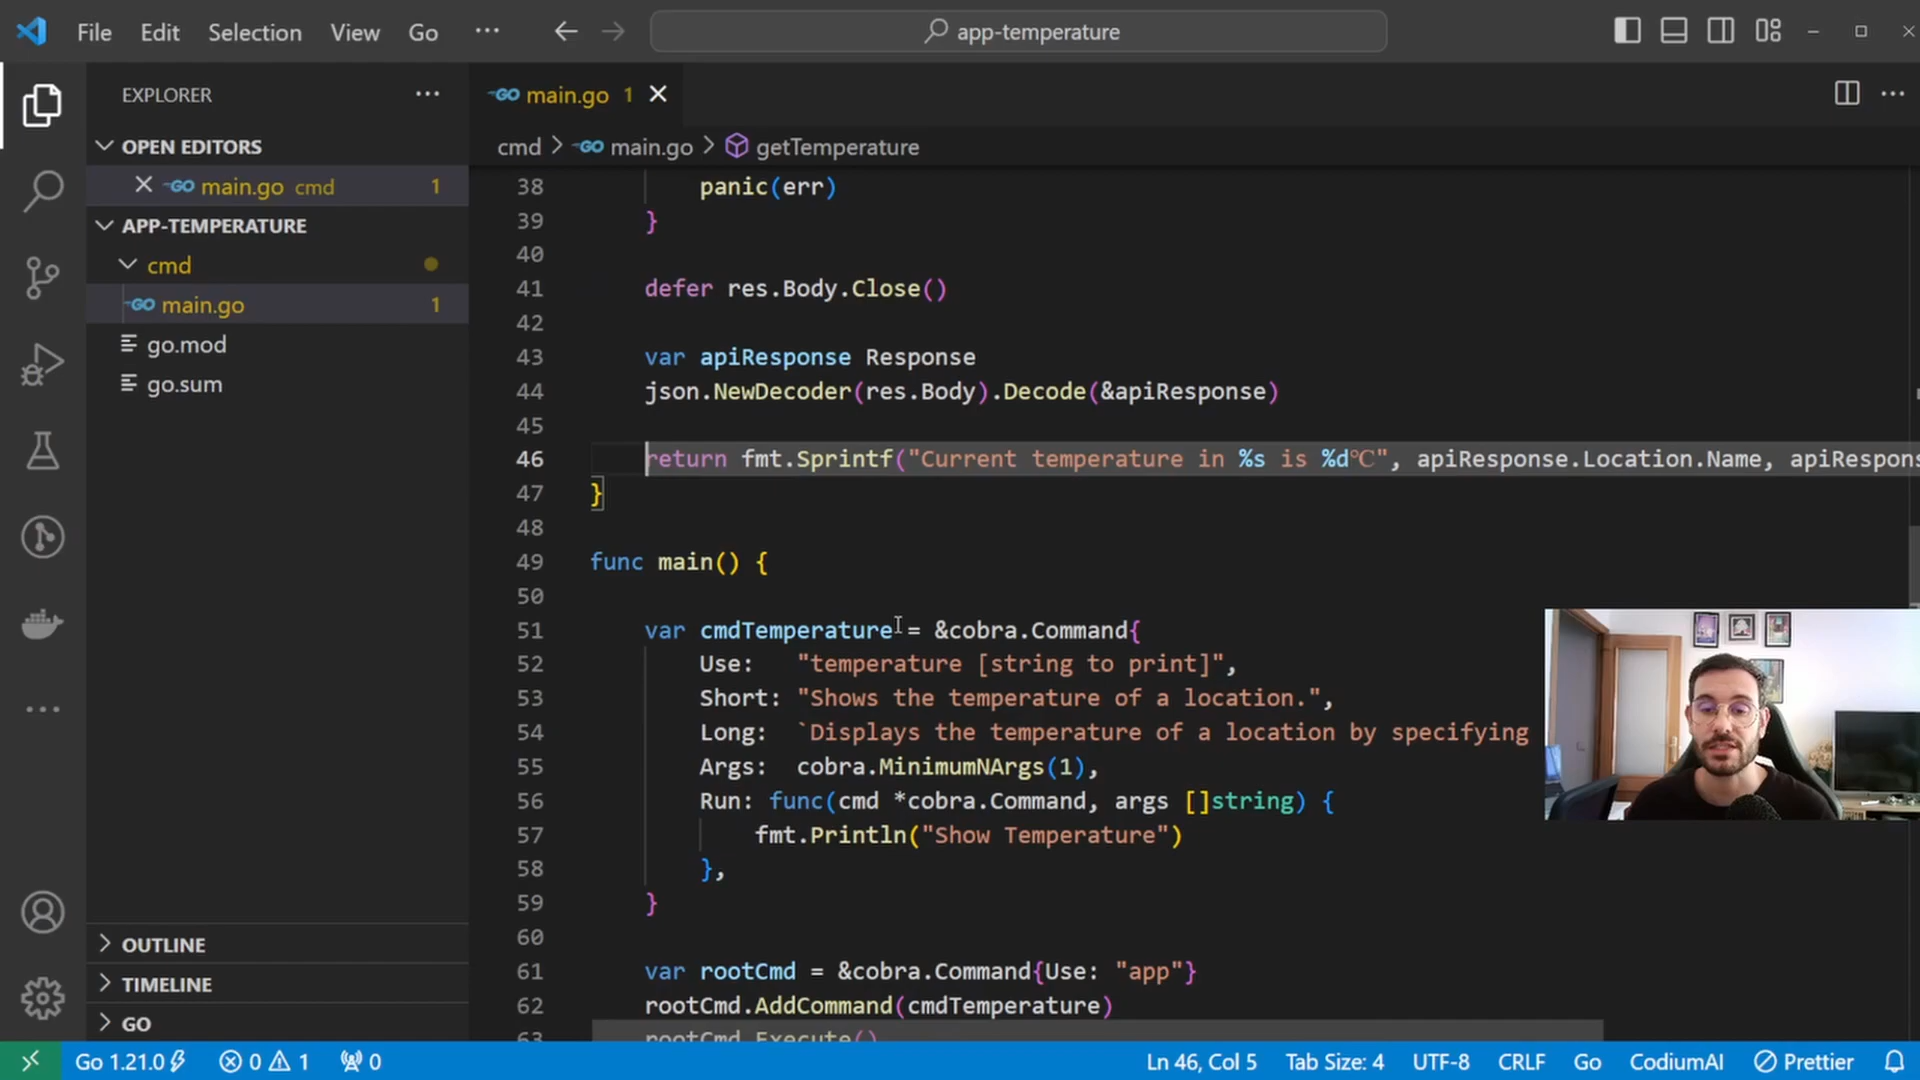 File Edit Selection View Go ··· app-temperature
EXPLORER ···
OPEN EDITORS
GO main.go cmd 1
APP-TEMPERATURE
cmd
GO main.go 1
go.mod
go.sum
OUTLINE
TIMELINE
GO
GO main.go 1
cmd > GO main.go > getTemperature
38 panic(err)
39 }
40
41 defer res.Body.Close()
42
43 var apiResponse Response
44 json.NewDecoder(res.Body).Decode(&apiResponse)
45
46 return fmt.Sprintf("Current temperature in %s is %d℃", apiResponse.Location.Name, apiRespons
47 }
48
49 func main() {
50
51 var cmdTemperature = &cobra.Command{
52 Use: "temperature [string to print]",
53 Short: "Shows the temperature of a location.",
54 Long: `Displays the temperature of a location by specifying
55 Args: cobra.MinimumNArgs(1),
56 Run: func(cmd *cobra.Command, args []string) {
57 fmt.Println("Show Temperature")
58 },
59 }
60
61 var rootCmd = &cobra.Command{Use: "app"}
62 rootCmd.AddCommand(cmdTemperature)
63 rootCmd.Execute()
Go 1.21.0 0 1 0 Ln 46, Col 5 Tab Size: 4 UTF-8 CRLF Go CodiumAI Prettier